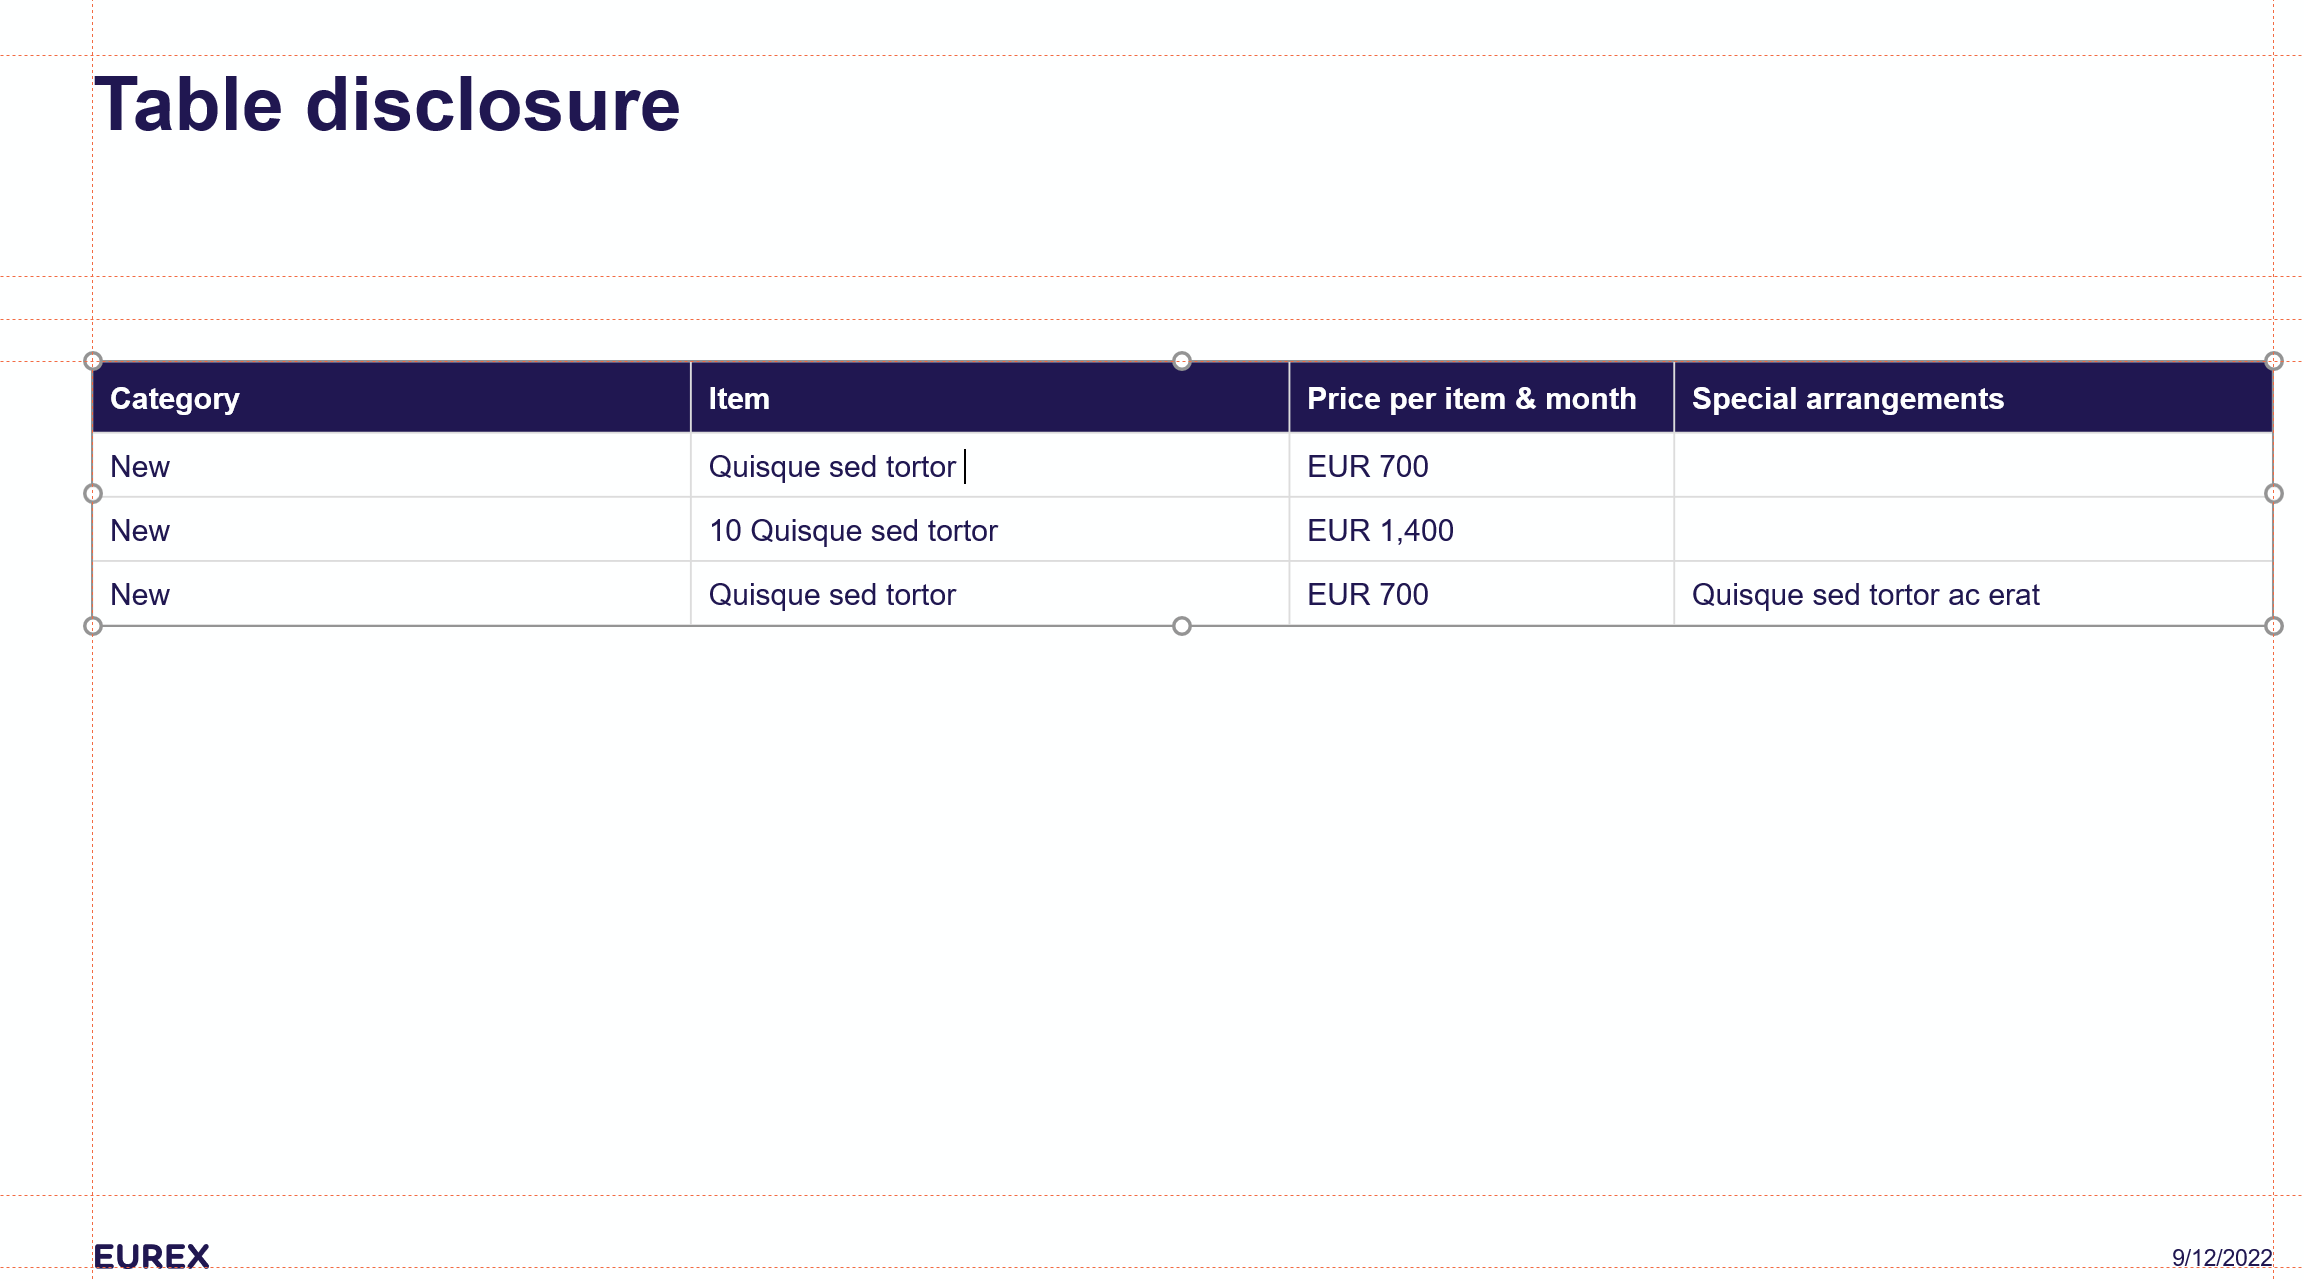 Table disclosure
Category Item Price per item & month Special arrangements
New Quisque sed tortor EUR 700
New 10 Quisque sed tortor EUR 1,400
New Quisque sed tortor EUR 700 Quisque sed tortor ac erat
EUREX 9/12/2022